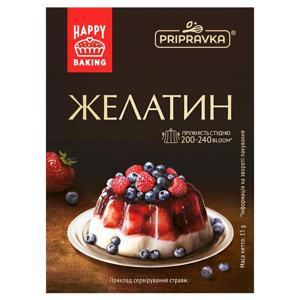 HAPPY
BAKING
PRIPRAVKA®
ЖЕЛАТИН
ПРУЖНІСТЬ СТУДНЮ
200-240 BLOOM*
Приклад сервірування страви.
Маса нетто: 15 g
*Інформація на звороті пакування